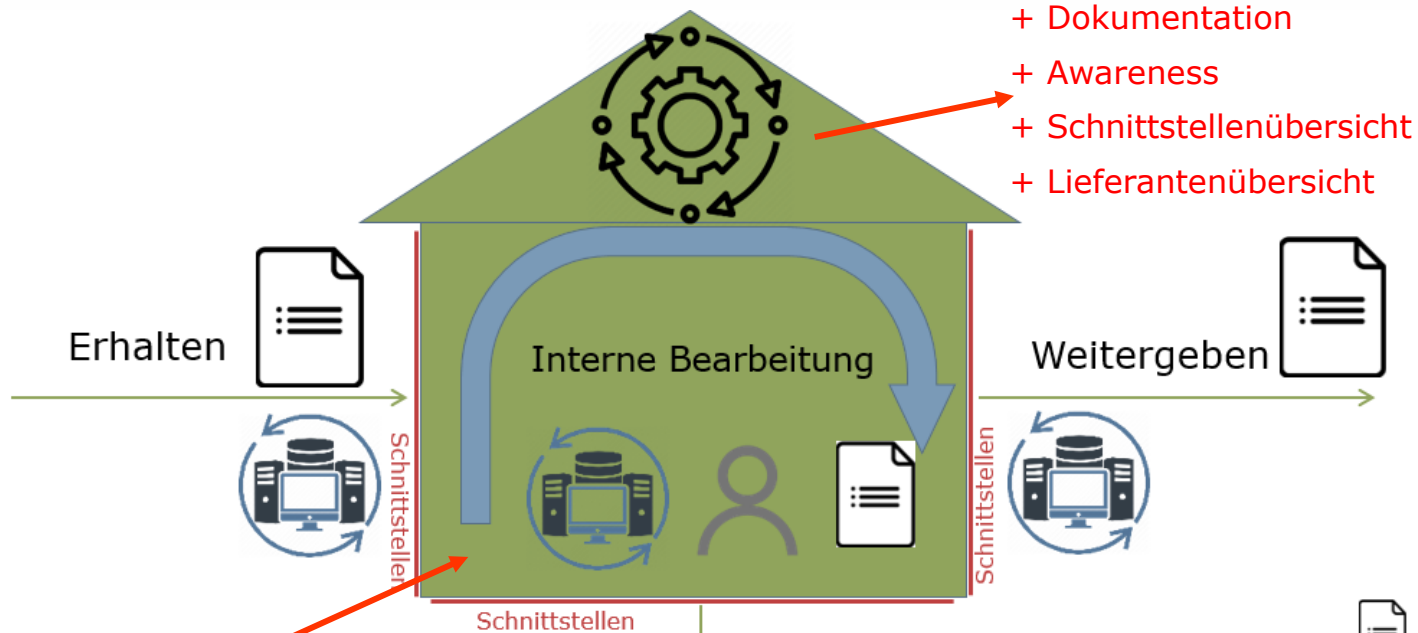 + Dokumentation
+ Awareness
+ Schnittstellenübersicht
+ Lieferantenübersicht
Erhalten
Interne Bearbeitung
Weitergeben
Schnittstellen
Schnittstellen
Schnittstellen